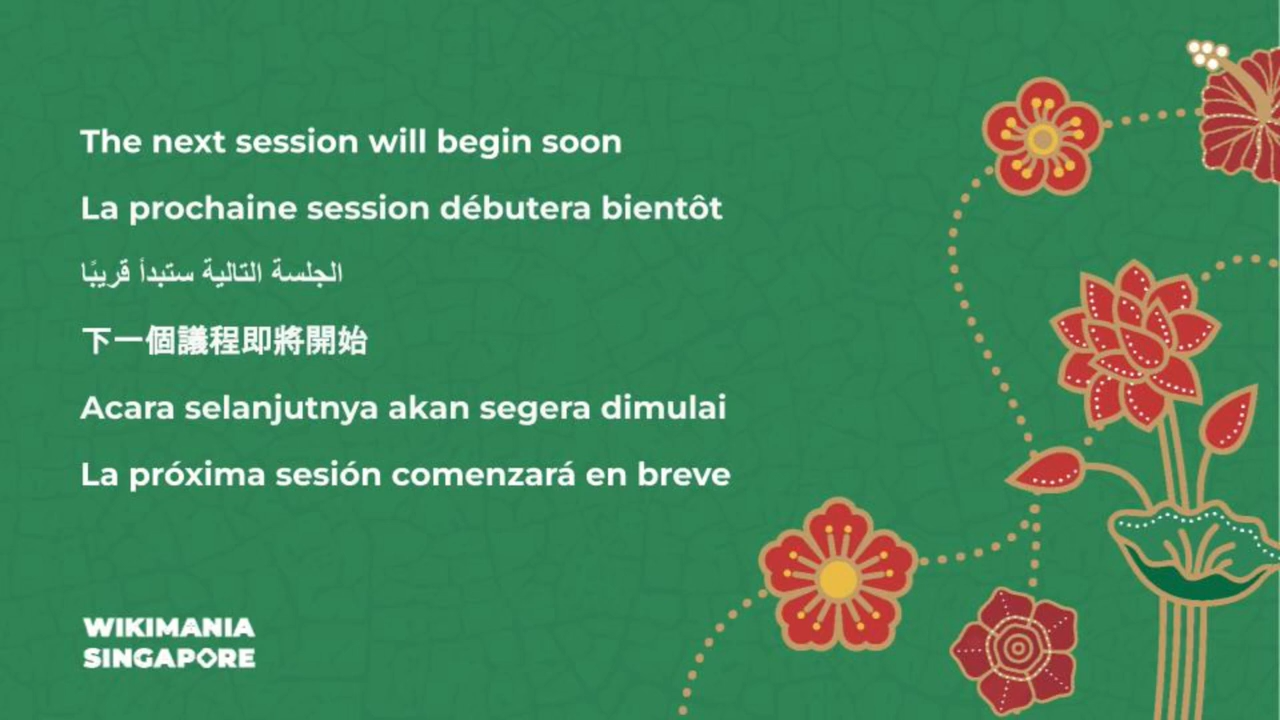 The next session will begin soon
La prochaine session débutera bientôt
الجلسة التالية ستبدأ قريبًا
下一個議程即將開始
Acara selanjutnya akan segera dimulai
La próxima sesión comenzará en breve
WIKIMANIA
SINGAPORE